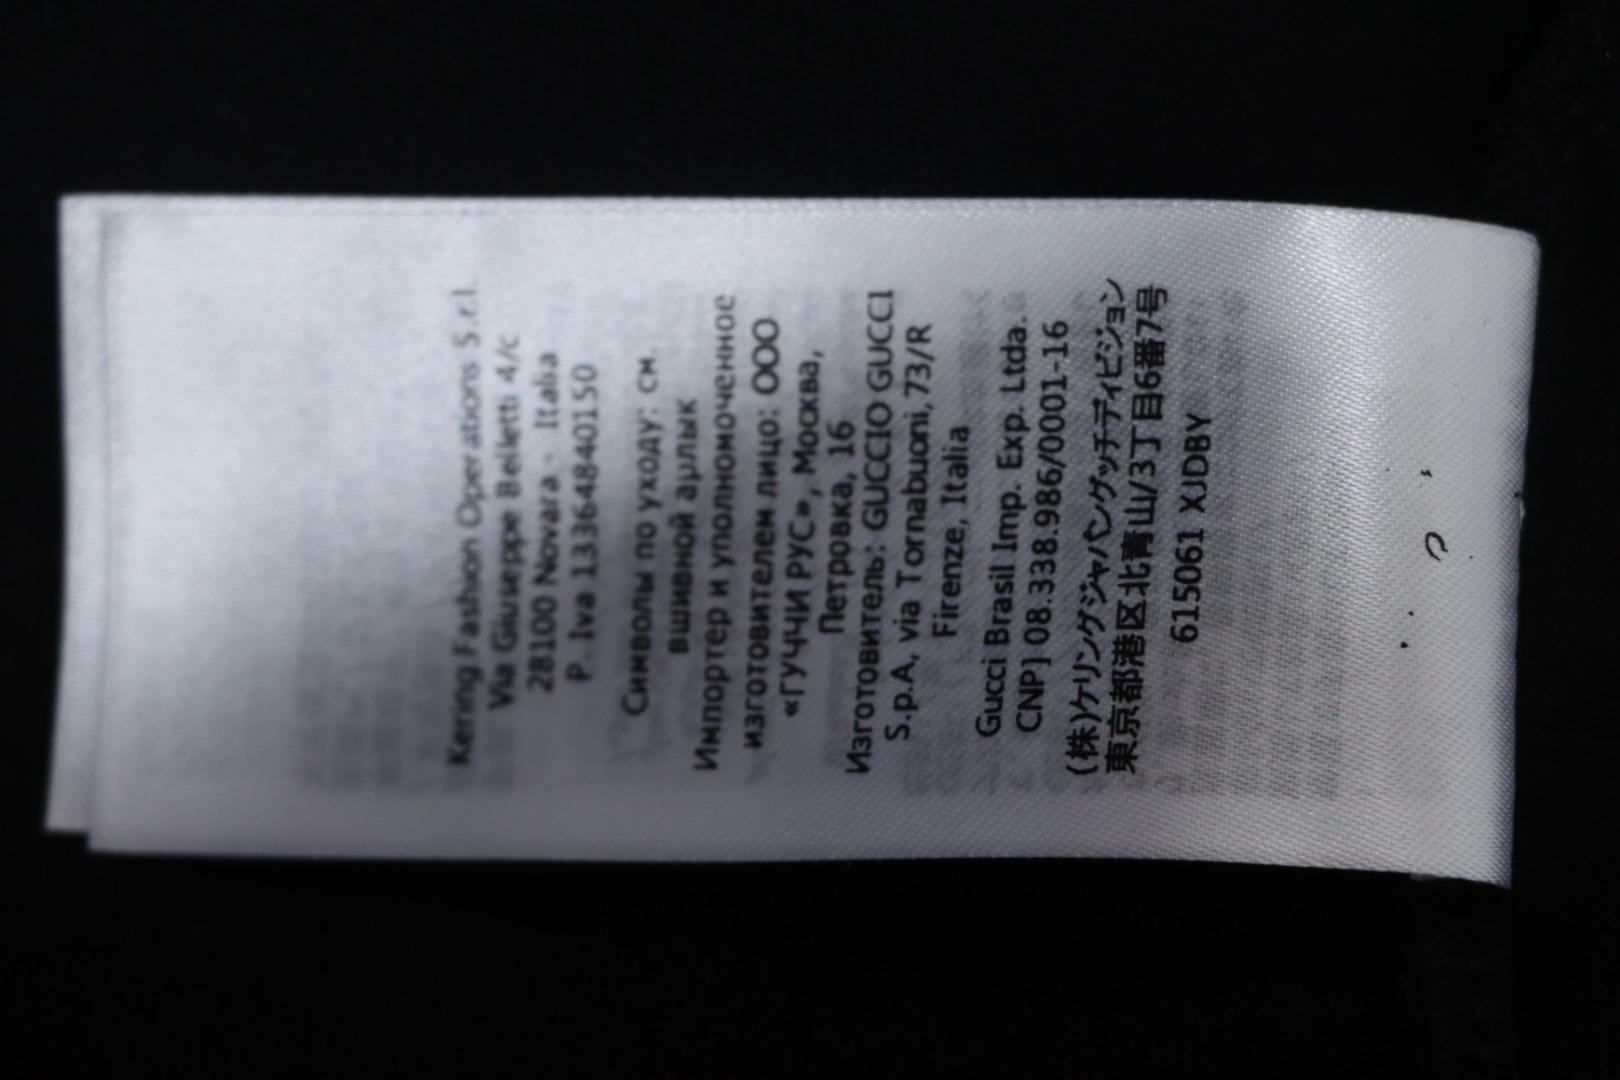 Kering Fashion Operations S.r.l.
Via Giuseppe Belletti 4/c
28100 Novara - Italia
P. Iva 13364840150
Символы по уходу: см.
вшивной ярлык
Импортер и уполномоченное
изготовителем лицо: ООО
«ГУЧЧИ РУС», Москва,
Петровка, 16
Изготовитель: GUCCIO GUCCI
S.p.A, via Tornabuoni, 73/R
Firenze, Italia
Gucci Brasil Imp. Exp. Ltda.
CNPJ 08.338.986/0001-16
(株)ケリングジャパングッチディビジョン
東京都港区北青山/3丁目6番7号
615061 XJDBY